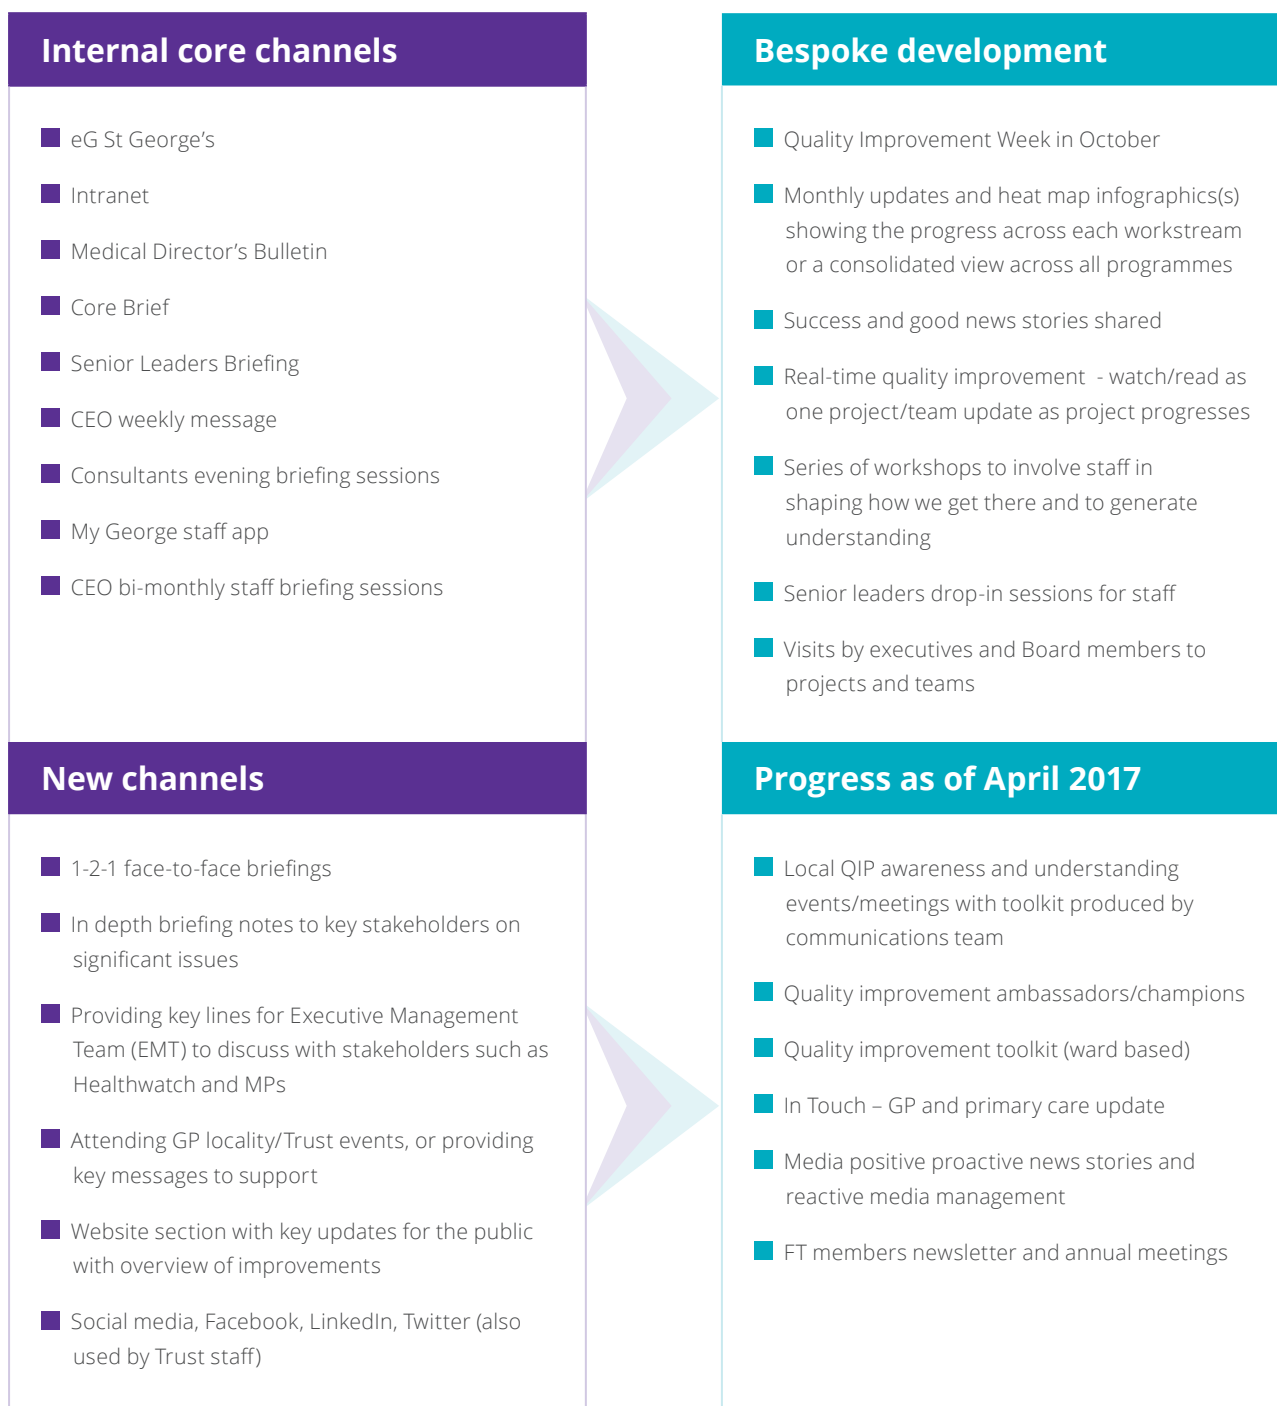 Internal core channels
eG St George’s
Intranet
Medical Director’s Bulletin
Core Brief
Senior Leaders Briefing
CEO weekly message
Consultants evening briefing sessions
My George staff app
CEO bi-monthly staff briefing sessions
Bespoke development
Quality Improvement Week in October
Monthly updates and heat map infographics(s)
showing the progress across each workstream
or a consolidated view across all programmes
Success and good news stories shared
Real-time quality improvement - watch/read as
one project/team update as project progresses
Series of workshops to involve staff in
shaping how we get there and to generate
understanding
Senior leaders drop-in sessions for staff
Visits by executives and Board members to
projects and teams
New channels
1-2-1 face-to-face briefings
In depth briefing notes to key stakeholders on
significant issues
Providing key lines for Executive Management
Team (EMT) to discuss with stakeholders such as
Healthwatch and MPs
Attending GP locality/Trust events, or providing
key messages to support
Website section with key updates for the public
with overview of improvements
Social media, Facebook, LinkedIn, Twitter (also
used by Trust staff)
Progress as of April 2017
Local QIP awareness and understanding
events/meetings with toolkit produced by
communications team
Quality improvement ambassadors/champions
Quality improvement toolkit (ward based)
In Touch – GP and primary care update
Media positive proactive news stories and
reactive media management
FT members newsletter and annual meetings